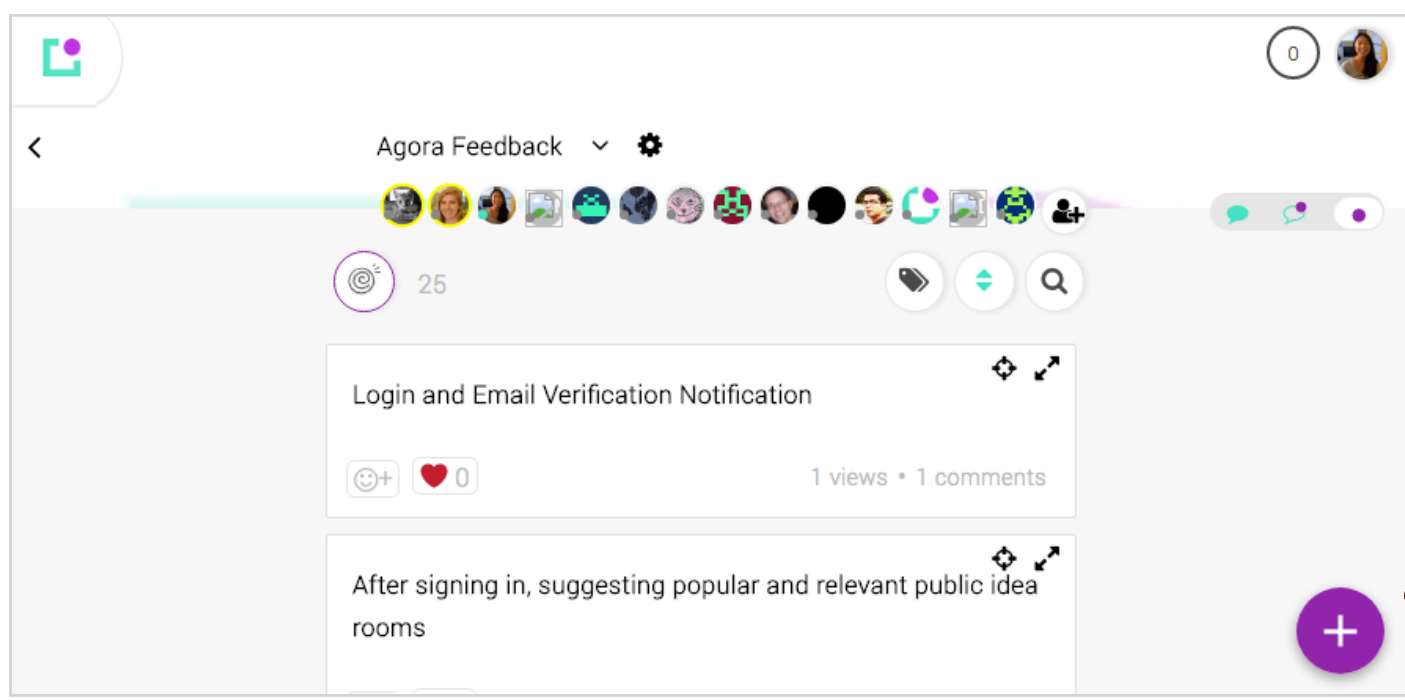 0
Agora Feedback
25
Login and Email Verification Notification
0
1 views • 1 comments
After signing in, suggesting popular and relevant public idea
rooms